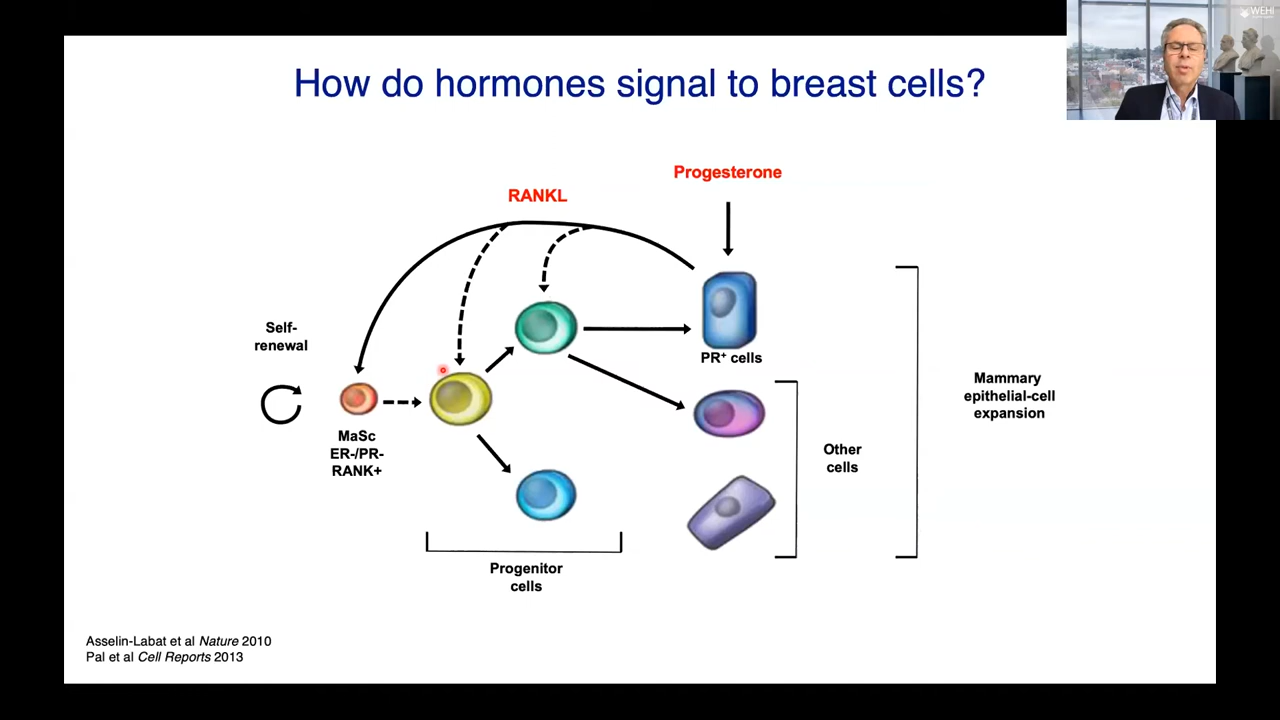 WEHI
How do hormones signal to breast cells?
Progesterone
RANKL
Self-
renewal
PR+ cells
Mammary
epithelial-cell
expansion
MaSc
ER-/PR-
RANK+
Other
cells
Progenitor
cells
Asselin-Labat et al Nature 2010
Pal et al Cell Reports 2013